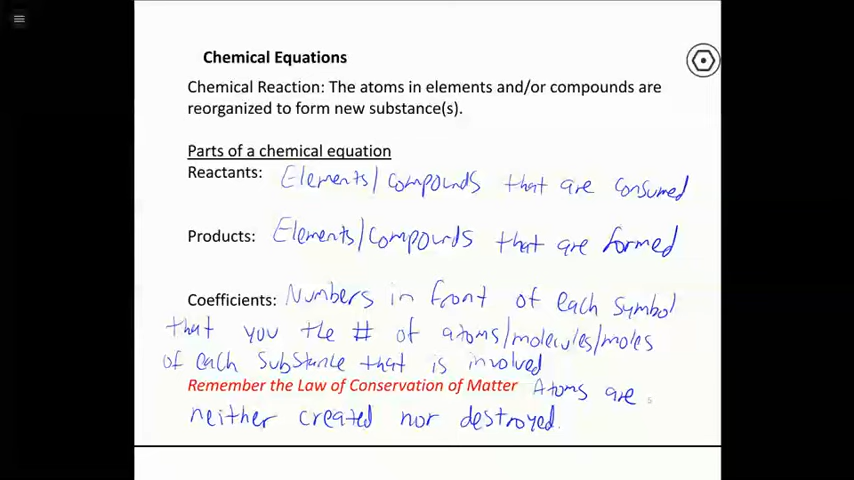 Chemical Equations
Chemical Reaction: The atoms in elements and/or compounds are
reorganized to form new substance(s).
Parts of a chemical equation
Reactants: Elements/Compounds that are consumed
Products: Elements/Compounds that are formed
Coefficients: Numbers in front of each symbol
that you the # of atoms/molecules/moles
of each substance that is involved
Remember the Law of Conservation of Matter Atoms are
neither created nor destroyed.